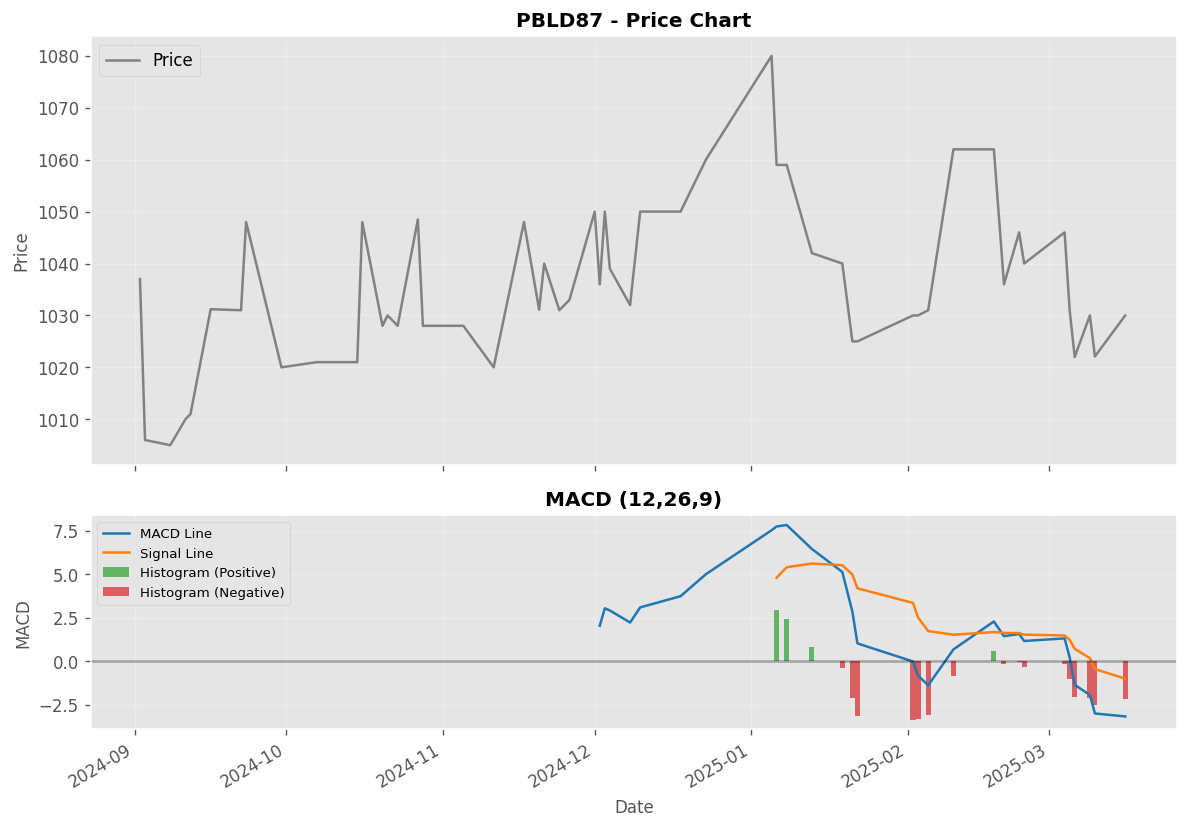 PBLD87 - Price Chart
Price
1080
1070
1060
1050
1040
1030
1020
1010
Price
MACD (12,26,9)
MACD Line
Signal Line
Histogram (Positive)
Histogram (Negative)
7.5
5.0
2.5
0.0
−2.5
MACD
2024-09
2024-10
2024-11
2024-12
2025-01
2025-02
2025-03
Date